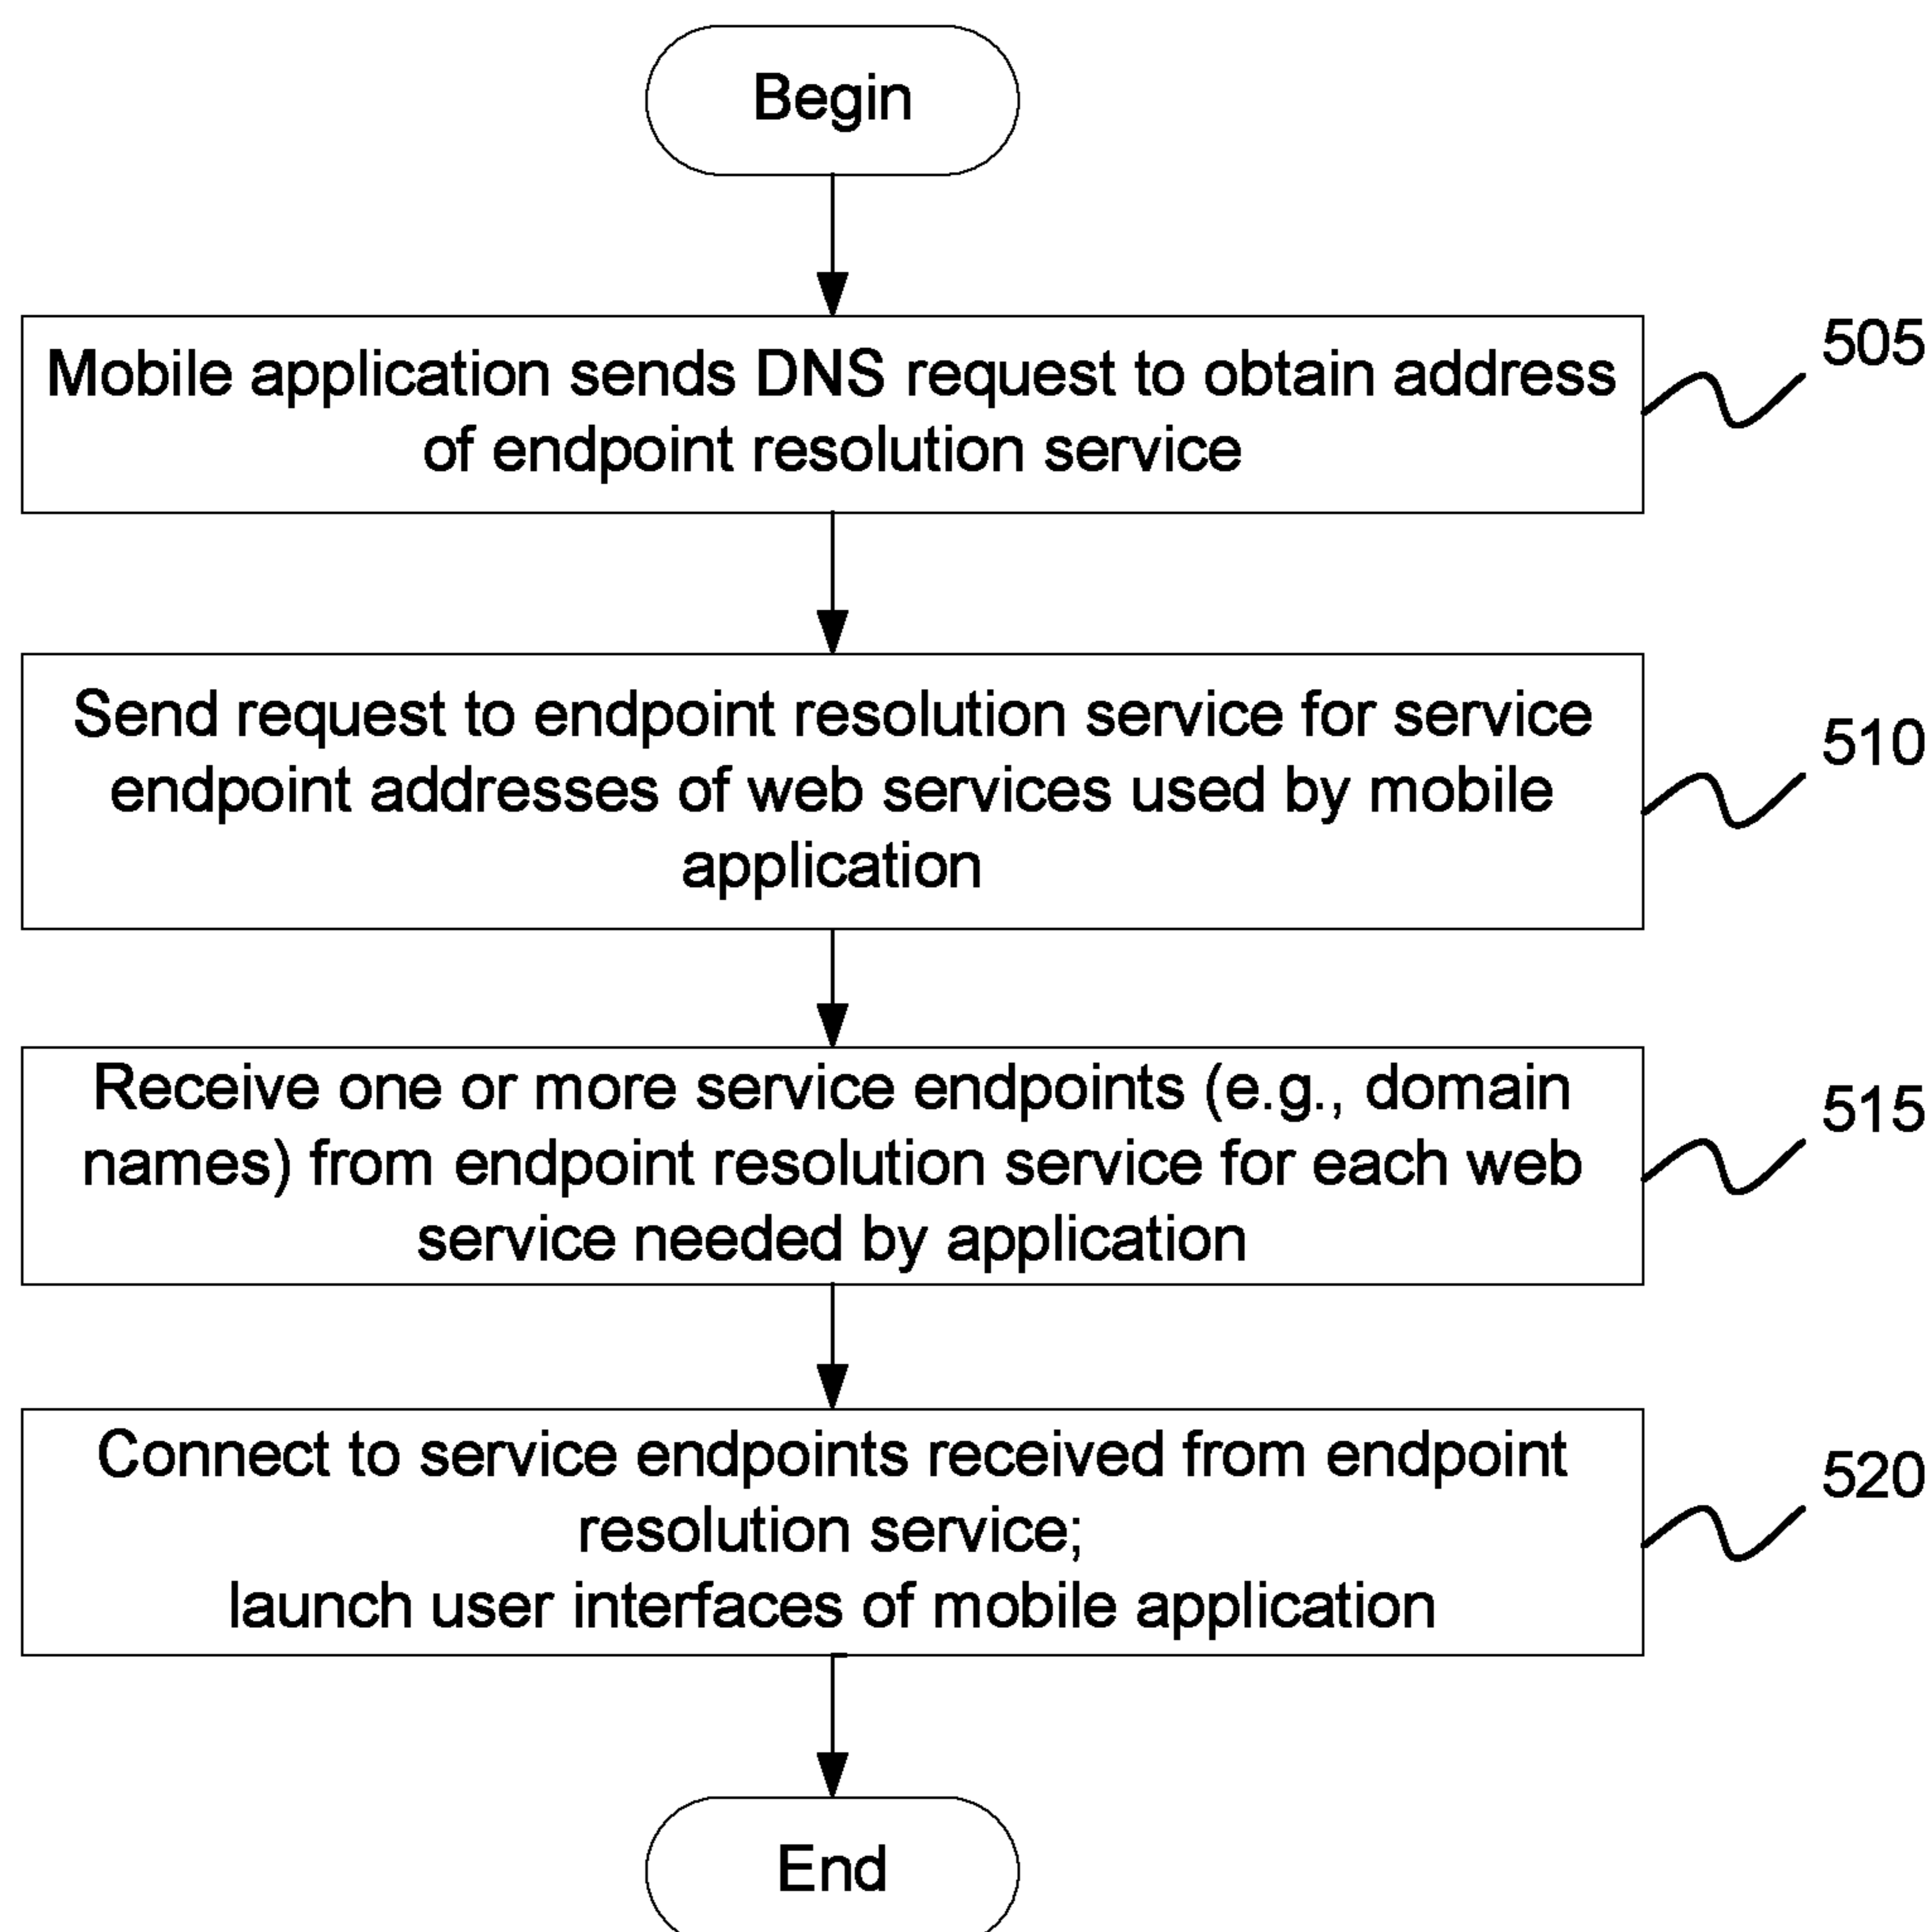 Begin
Mobile application sends DNS request to obtain address
of endpoint resolution service
505
Send request to endpoint resolution service for service
endpoint addresses of web services used by mobile
application
510
Receive one or more service endpoints (e.g., domain
names) from endpoint resolution service for each web
service needed by application
515
Connect to service endpoints received from endpoint
resolution service;
launch user interfaces of mobile application
520
End